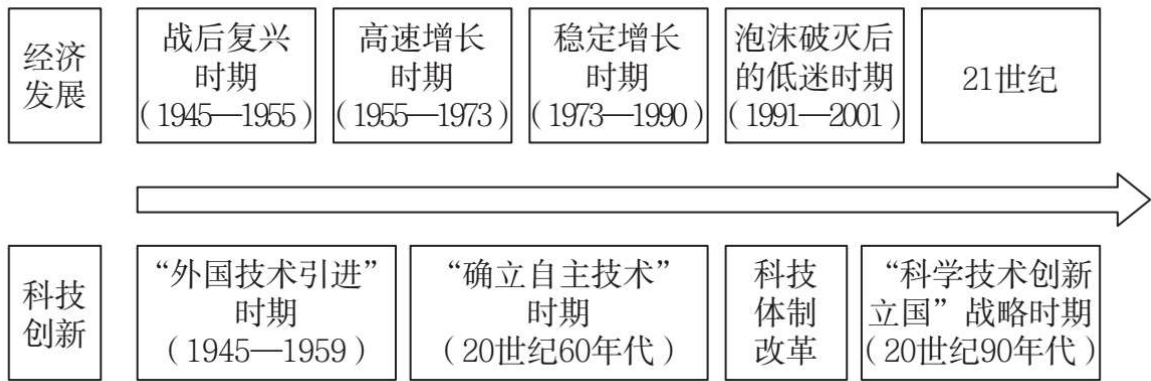 经济
发展
战后复兴
时期
（1945—1955）
高速增长
时期
（1955—1973）
稳定增长
时期
（1973—1990）
泡沫破灭后
的低迷时期
（1991—2001）
21世纪
科技
创新
“外国技术引进”
时期
（1945—1959）
“确立自主技术”
时期
（20世纪60年代）
科技
体制
改革
“科学技术创新
立国”战略时期
（20世纪90年代）